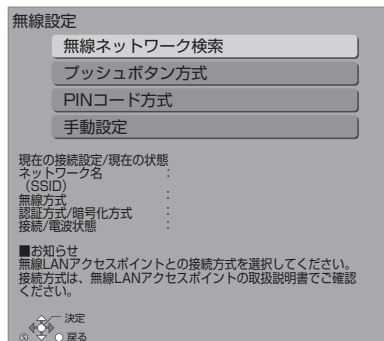 無線設定
無線ネットワーク検索
プッシュボタン方式
PINコード方式
手動設定
現在の接続設定/現在の状態
ネットワーク名 :
(SSID)
無線方式 :
認証方式/暗号化方式 :
接続/電波状態 :
■お知らせ
無線LANアクセスポイントとの接続方式を選択してください。
接続方式は、無線LANアクセスポイントの取扱説明書でご確認
ください。
決定
Ⓢ 戻る